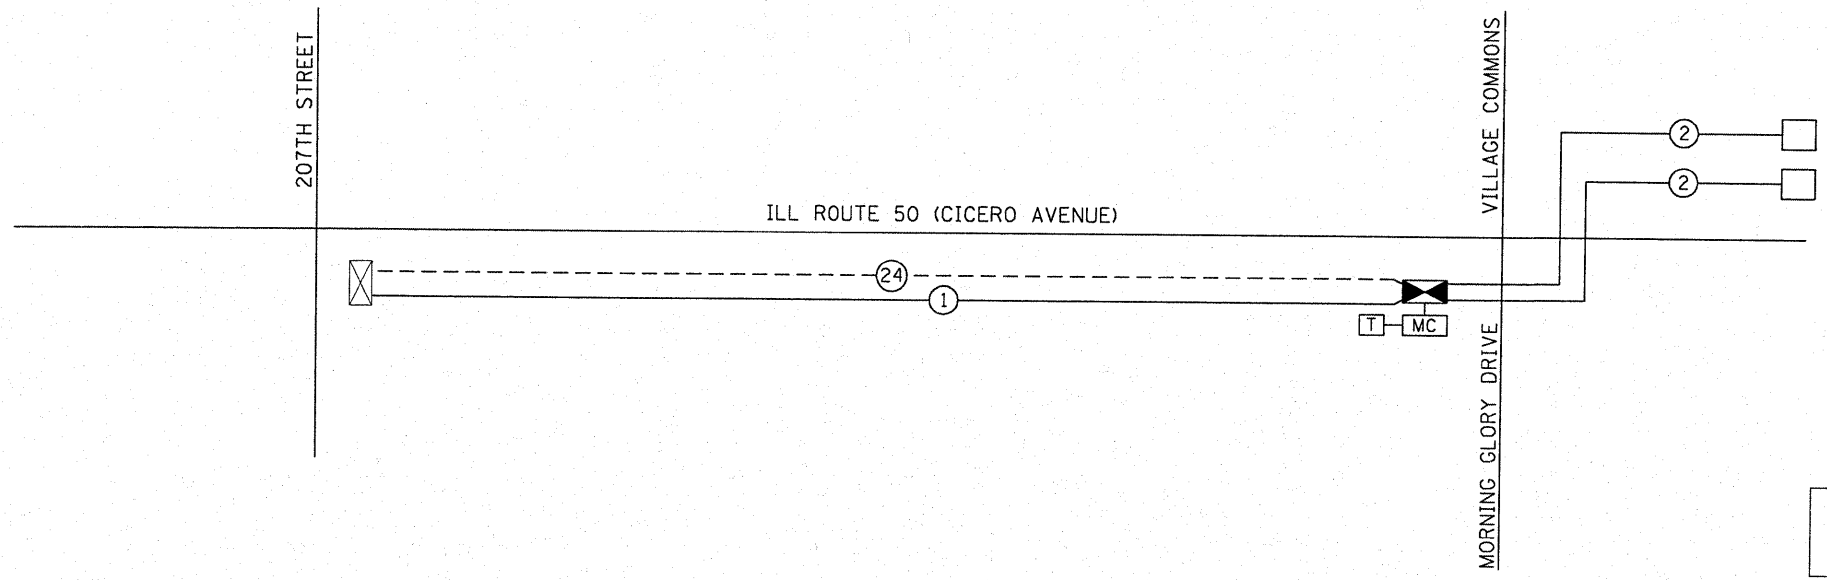 207TH STREET
VILLAGE COMMONS
2
2
ILL ROUTE 50 (CICERO AVENUE)
24
1
T
MC
MORNING GLORY DRIVE